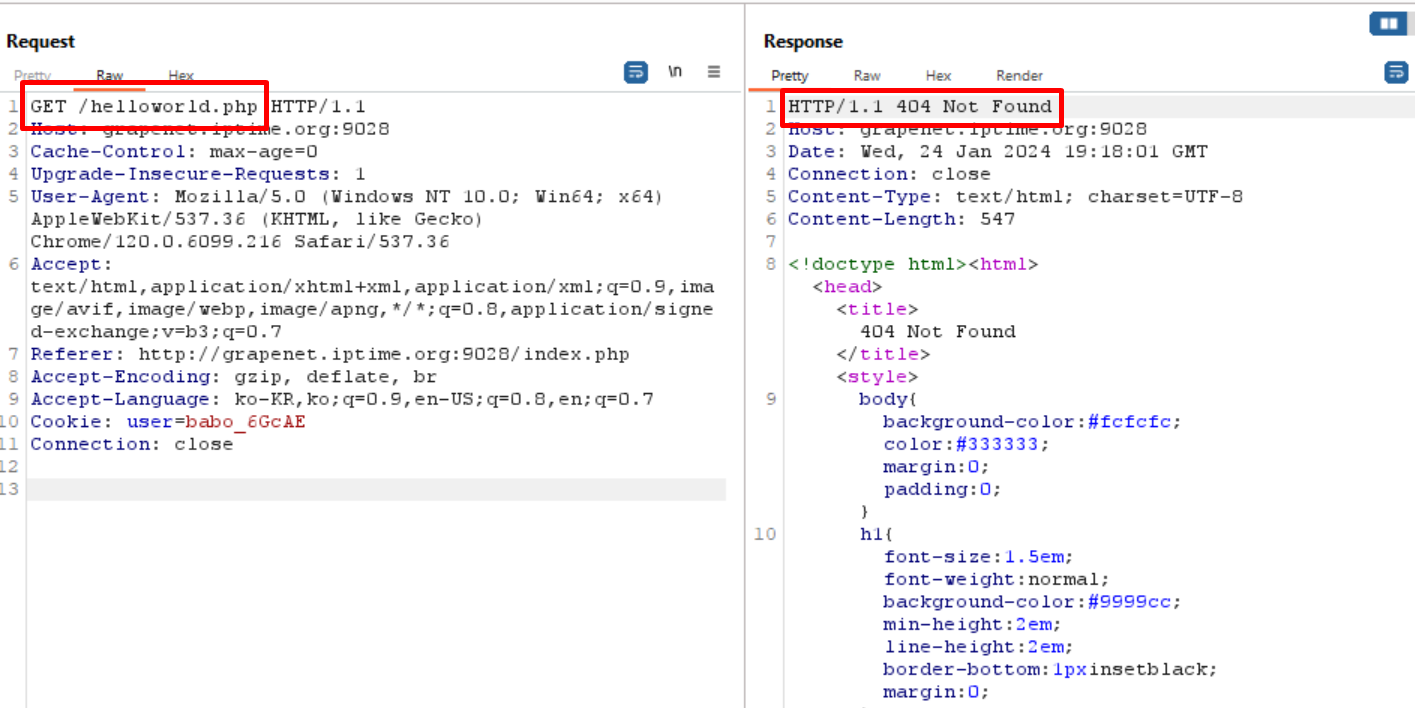 Request
Pretty Raw Hex
\n
1 GET /helloworld.php HTTP/1.1
2 Host: grapenet.iptime.org:9028
3 Cache-Control: max-age=0
4 Upgrade-Insecure-Requests: 1
5 User-Agent: Mozilla/5.0 (Windows NT 10.0; Win64; x64)
AppleWebKit/537.36 (KHTML, like Gecko)
Chrome/120.0.6099.216 Safari/537.36
6 Accept:
text/html,application/xhtml+xml,application/xml;q=0.9,ima
ge/avif,image/webp,image/apng,*/*;q=0.8,application/signe
d-exchange;v=b3;q=0.7
7 Referer: http://grapenet.iptime.org:9028/index.php
8 Accept-Encoding: gzip, deflate, br
9 Accept-Language: ko-KR,ko;q=0.9,en-US;q=0.8,en;q=0.7
10 Cookie: user=babo_6GcAE
11 Connection: close
12
13
Response
Pretty Raw Hex Render
1 HTTP/1.1 404 Not Found
2 Host: grapenet.iptime.org:9028
3 Date: Wed, 24 Jan 2024 19:18:01 GMT
4 Connection: close
5 Content-Type: text/html; charset=UTF-8
6 Content-Length: 547
7
8 <!doctype html><html>
<head>
<title>
404 Not Found
</title>
<style>
9 body{
background-color:#fcfcfc;
color:#333333;
margin:0;
padding:0;
}
10 h1{
font-size:1.5em;
font-weight:normal;
background-color:#9999cc;
min-height:2em;
line-height:2em;
border-bottom:1pxinsetblack;
margin:0;